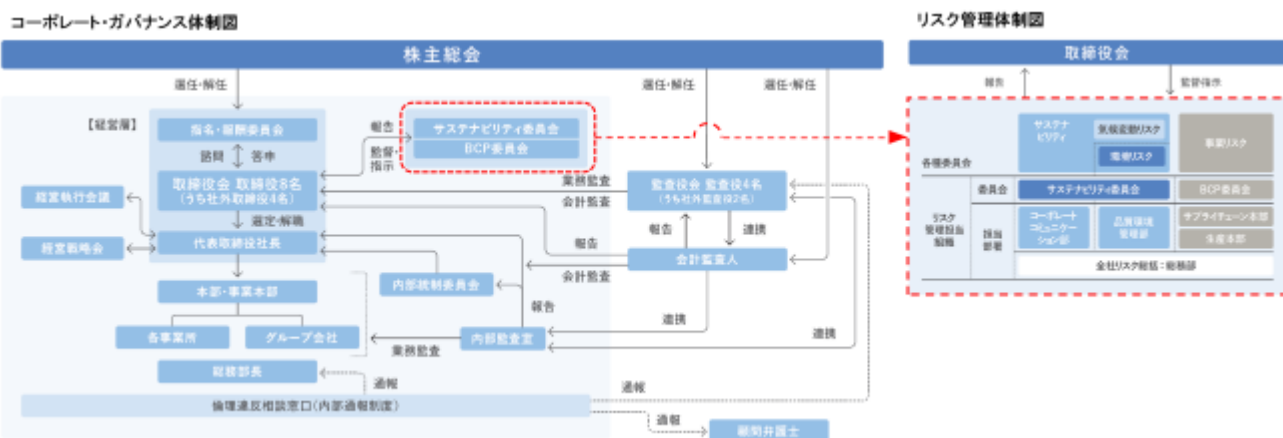 コーポレート・ガバナンス体制図
株主総会
選任・解任
選任・解任
選任・解任
【経営層】
指名・報酬委員会
諮問
答申
取締役会 取締役8名
(うち社外取締役4名)
選定・解職
代表取締役社長
経営執行会議
経営戦略会
報告
監督・
指示
サステナビリティ委員会
BCP委員会
業務監査
会計監査
監査役会 監査役4名
(うち社外監査役2名)
報告
連携
会計監査人
報告
会計監査
本部・事業本部
各事業所
グループ会社
内部統制委員会
報告
内部監査室
業務監査
連携
連携
総務部長
通報
倫理違反相談窓口(内部通報制度)
通報
通報
顧問弁護士
リスク管理体制図
取締役会
報告
監督・指示
サステナ
ビリティ
気候変動リスク
環境リスク
事業リスク
各種委員会
委員会
サステナビリティ委員会
BCP委員会
リスク
管理担当
組織
担当
部署
コーポレート
コミュニケー
ション部
品質環境
管理部
サプライチェーン本部
生産本部
全社リスク総括:総務部